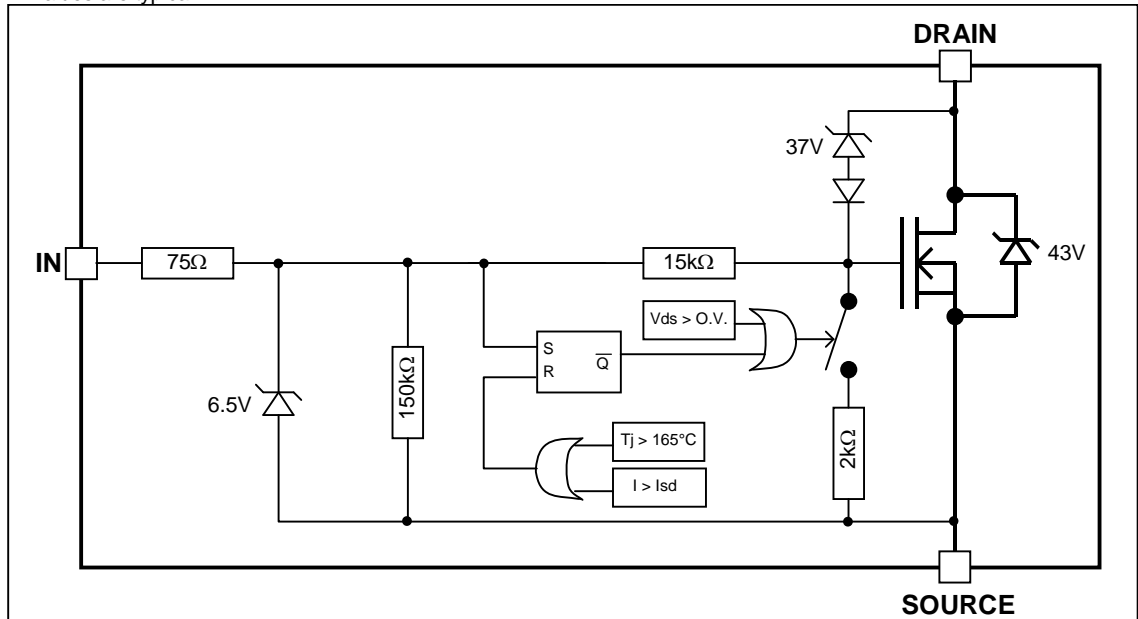 DRAIN
37V
IN
75Ω
15kΩ
43V
Vds > O.V.
S
R
Q
6.5V
150kΩ
Tj > 165°C
I > Isd
2kΩ
SOURCE